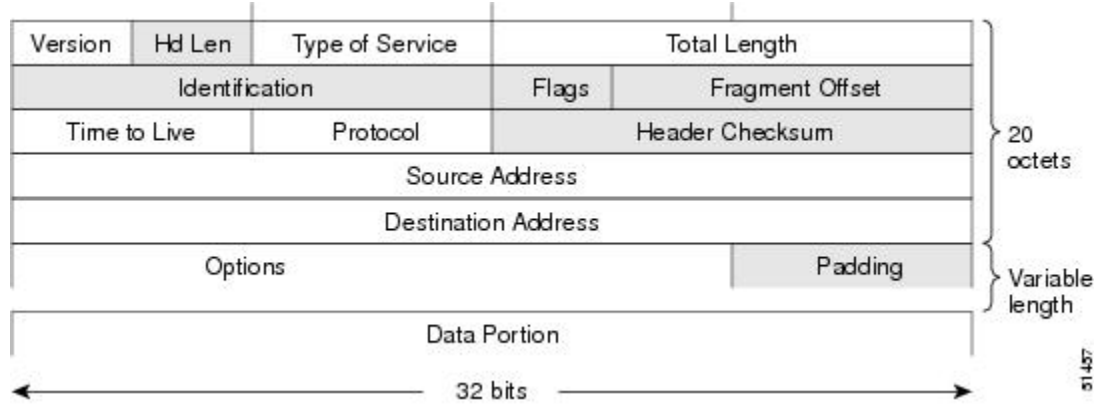 Version Hd Len Type of Service Total Length
Identification Flags Fragment Offset
Time to Live Protocol Header Checksum
20
octets
Source Address
Destination Address
Options Padding
Variable
length
Data Portion
32 bits
51457